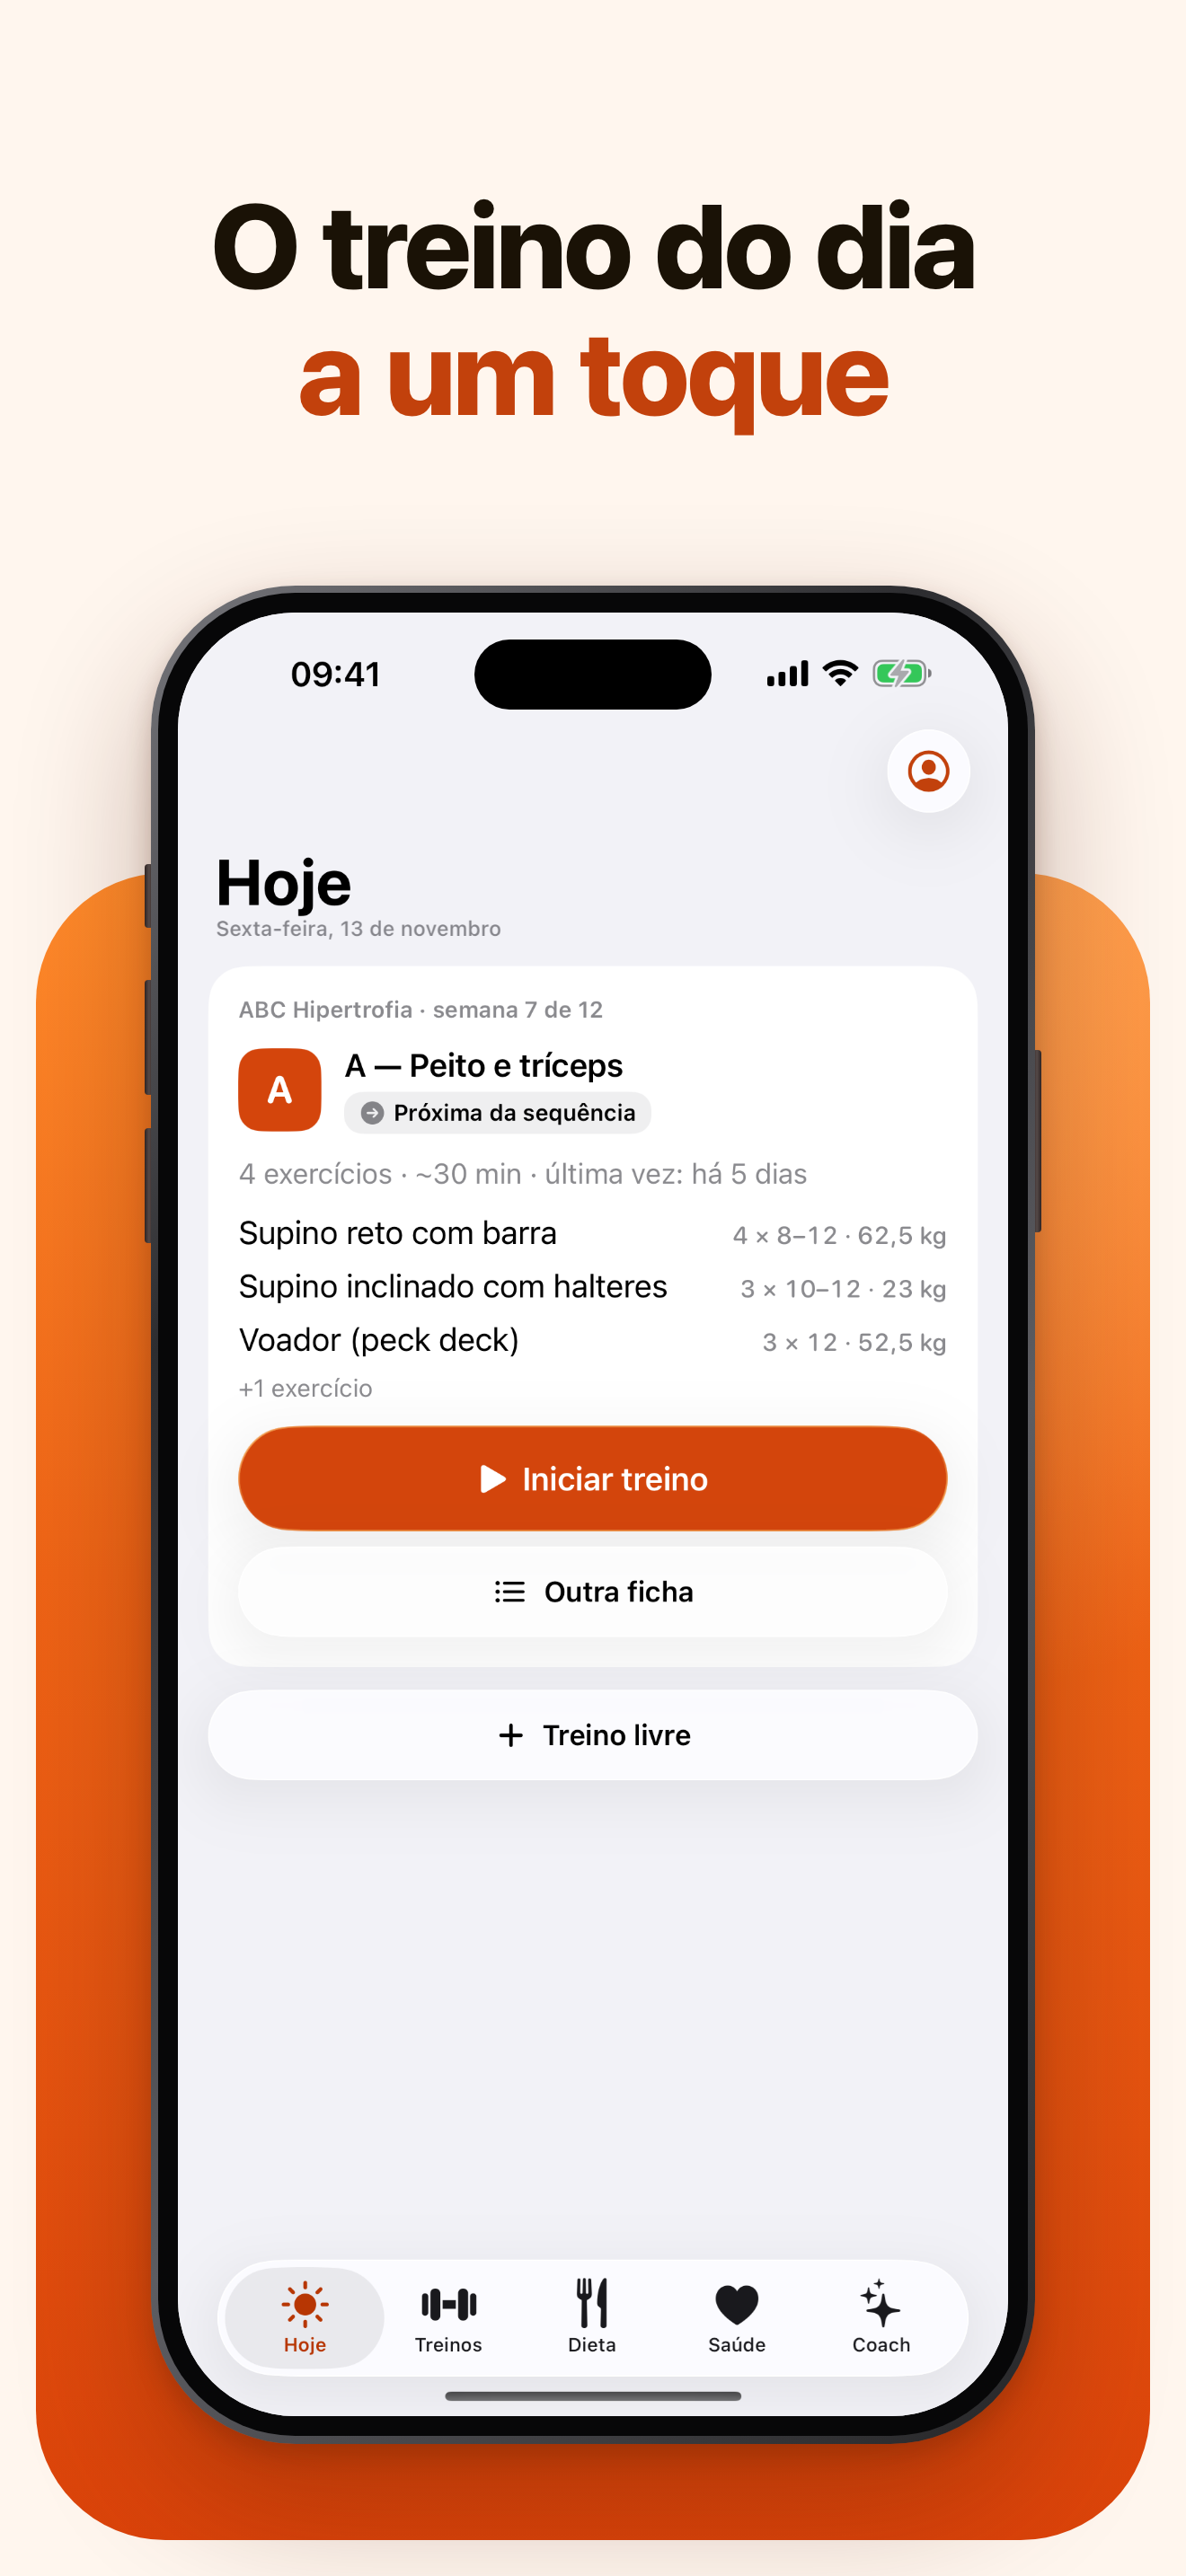 O treino do dia
a um toque
09:41
Hoje
Sexta-feira, 13 de novembro
ABC Hipertrofia · semana 7 de 12
A
A — Peito e tríceps
Próxima da sequência
4 exercícios · ~30 min · última vez: há 5 dias
Supino reto com barra 4 × 8–12 · 62,5 kg
Supino inclinado com halteres 3 × 10–12 · 23 kg
Voador (peck deck) 3 × 12 · 52,5 kg
+1 exercício
Iniciar treino
Outra ficha
Treino livre
Hoje Treinos Dieta Saúde Coach